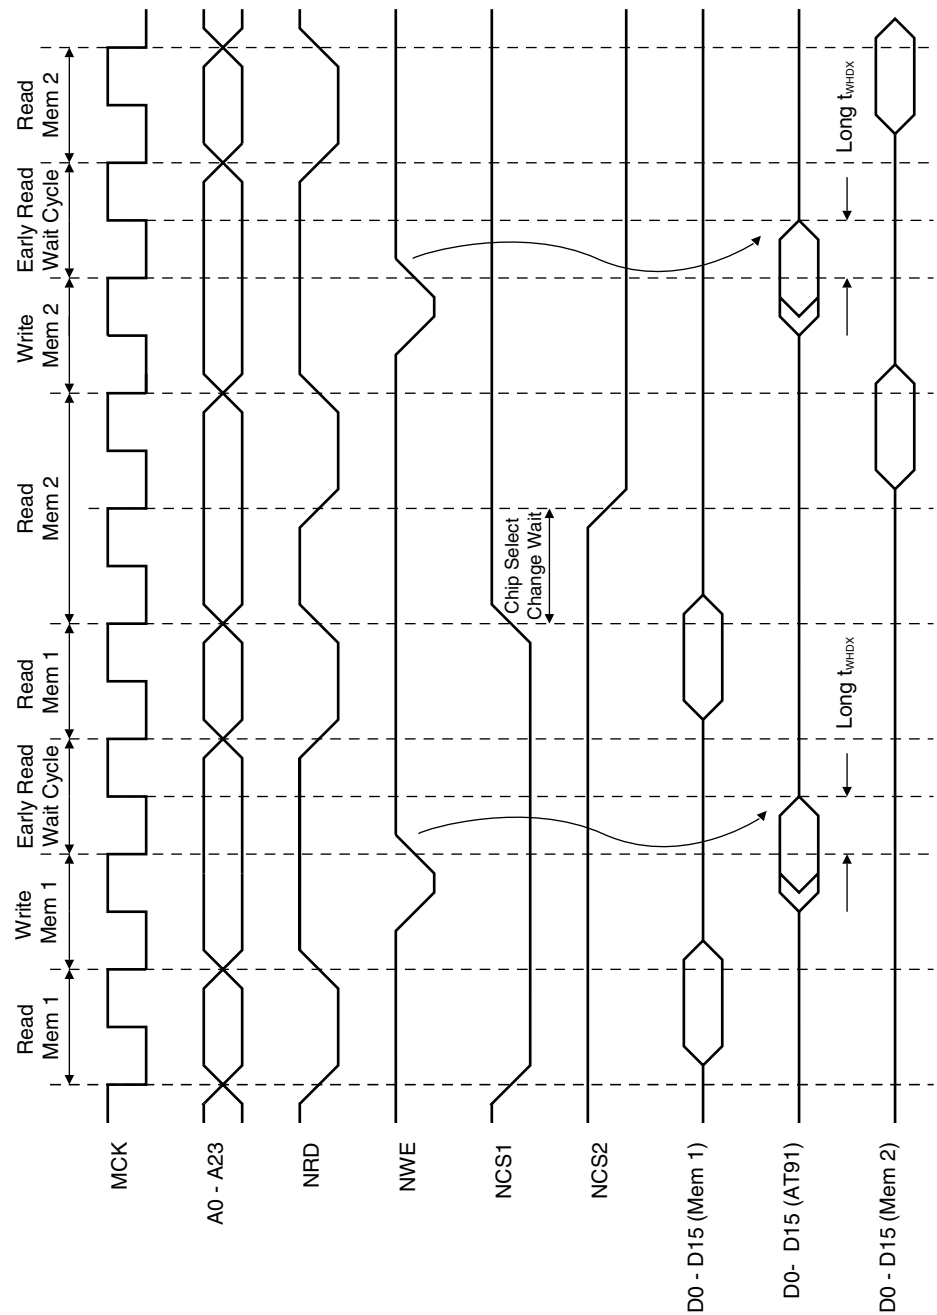 Read
Mem 1
Write
Mem 1
Early Read
Wait Cycle
Read
Mem 1
Read
Mem 2
Write
Mem 2
Early Read
Wait Cycle
Read
Mem 2
MCK
A0 - A23
NRD
NWE
NCS1
Chip Select
Change Wait
NCS2
D0 - D15 (Mem 1)
D0- D15 (AT91)
Long tWHDX
Long tWHDX
D0 - D15 (Mem 2)